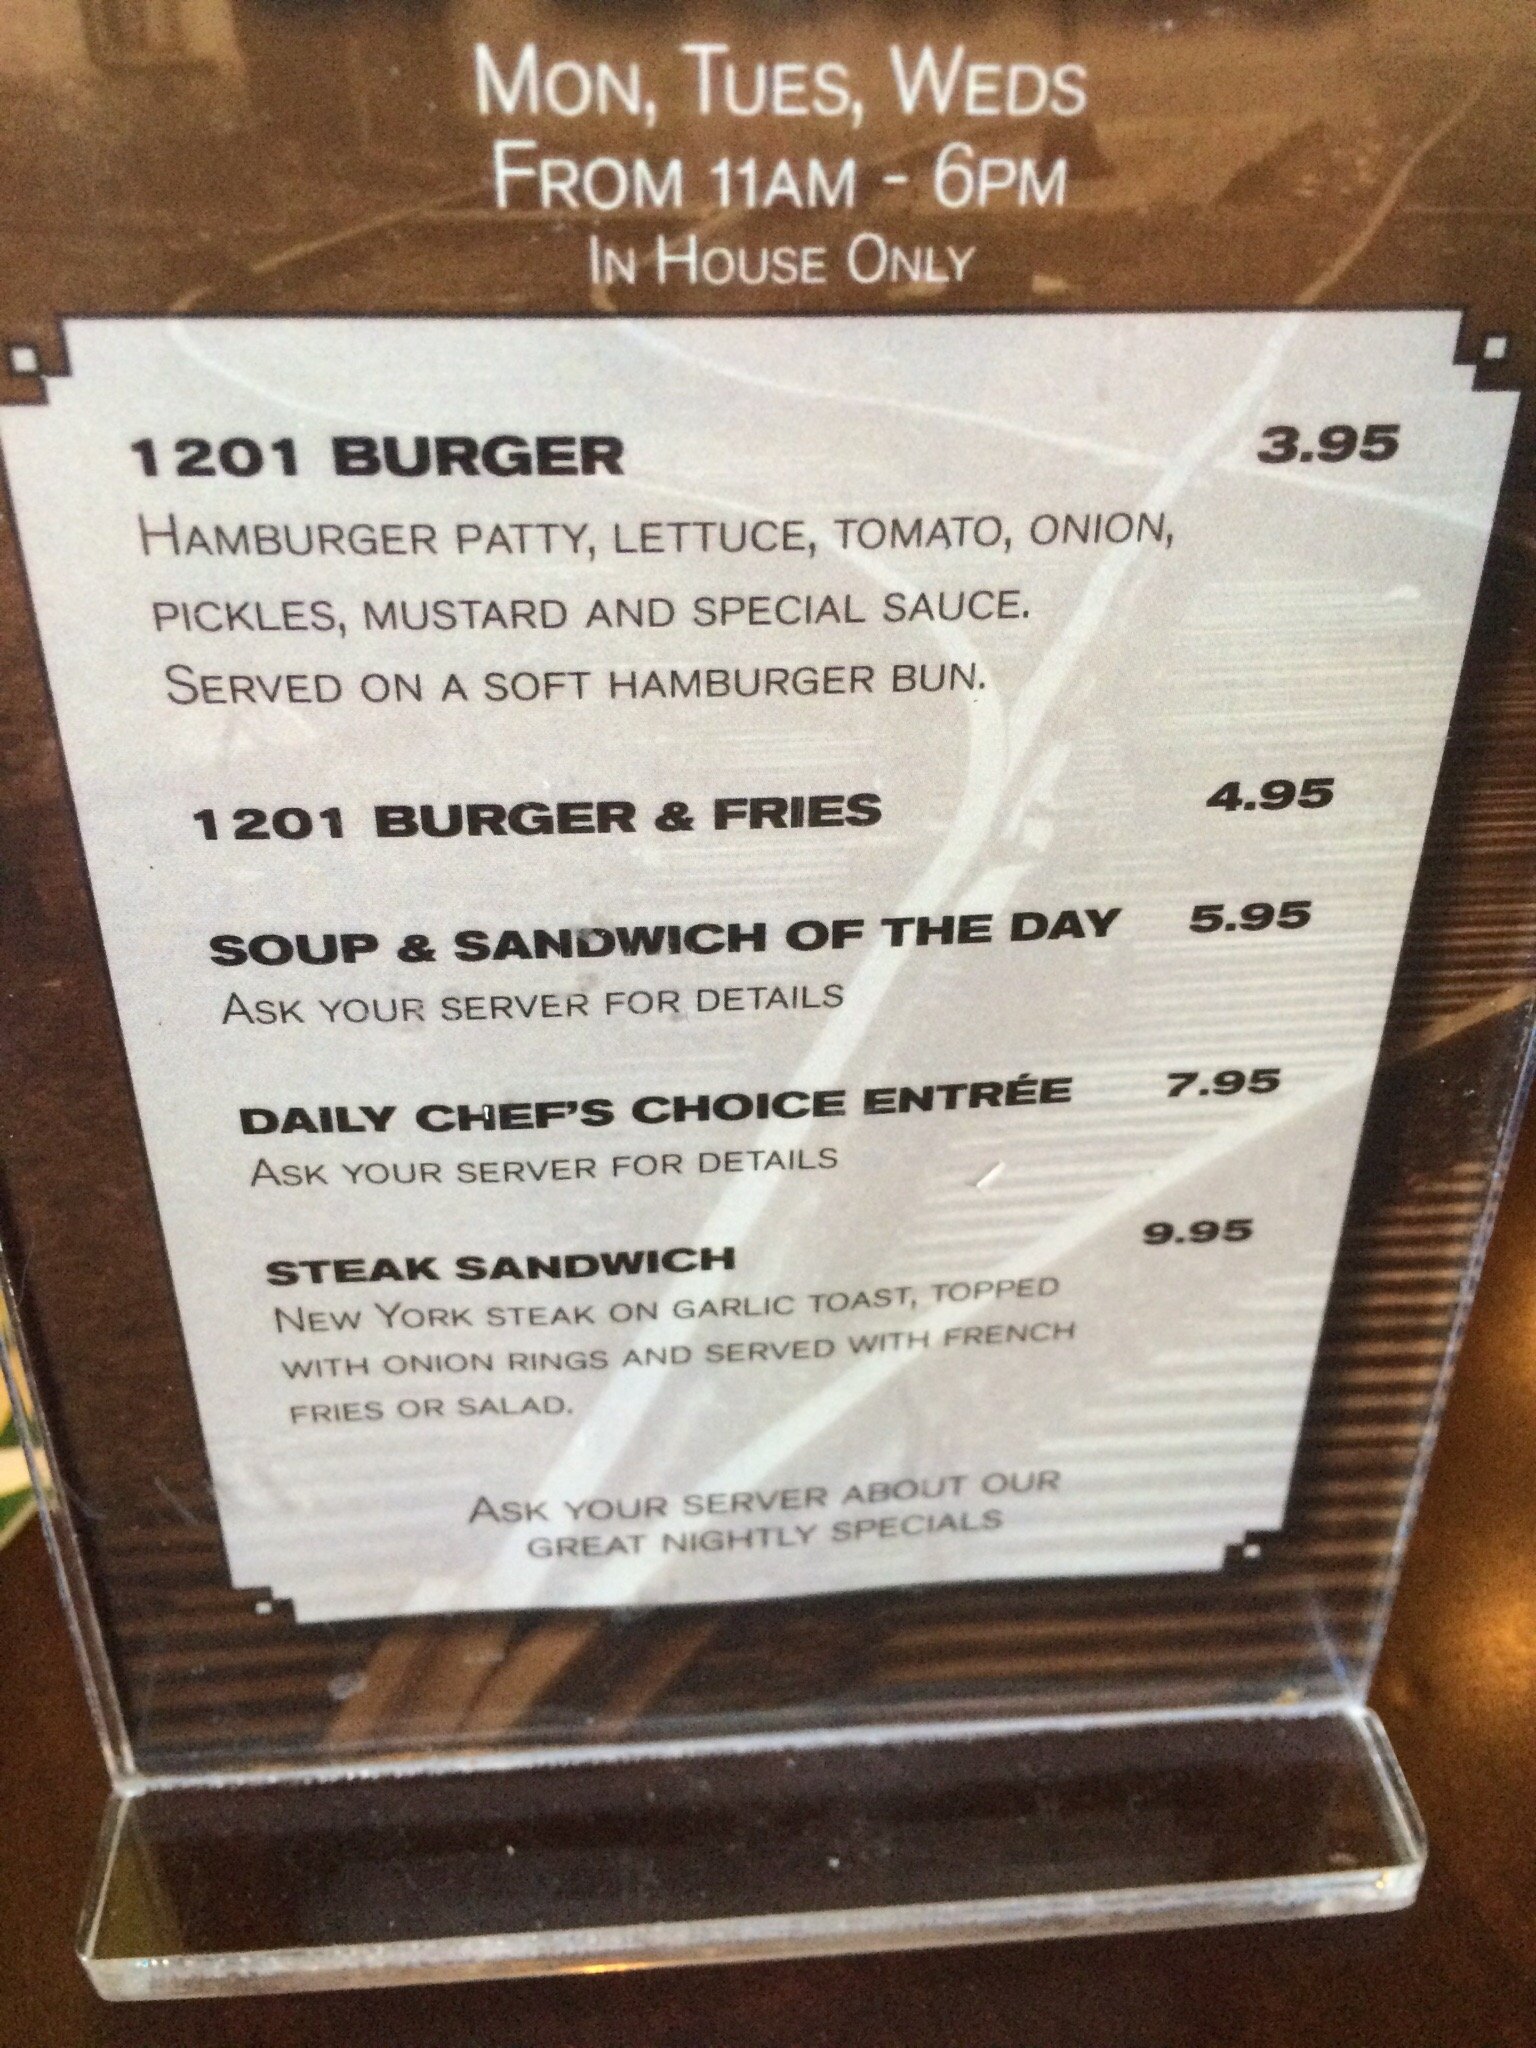 MON, TUES, WEDS
FROM 11AM - 6PM
IN HOUSE ONLY
1201 BURGER 3.95
HAMBURGER PATTY, LETTUCE, TOMATO, ONION,
PICKLES, MUSTARD AND SPECIAL SAUCE.
SERVED ON A SOFT HAMBURGER BUN.
1201 BURGER & FRIES 4.95
SOUP & SANDWICH OF THE DAY 5.95
ASK YOUR SERVER FOR DETAILS
DAILY CHEF'S CHOICE ENTRÉE 7.95
ASK YOUR SERVER FOR DETAILS
STEAK SANDWICH 9.95
NEW YORK STEAK ON GARLIC TOAST, TOPPED
WITH ONION RINGS AND SERVED WITH FRENCH
FRIES OR SALAD.
ASK YOUR SERVER ABOUT OUR
GREAT NIGHTLY SPECIALS